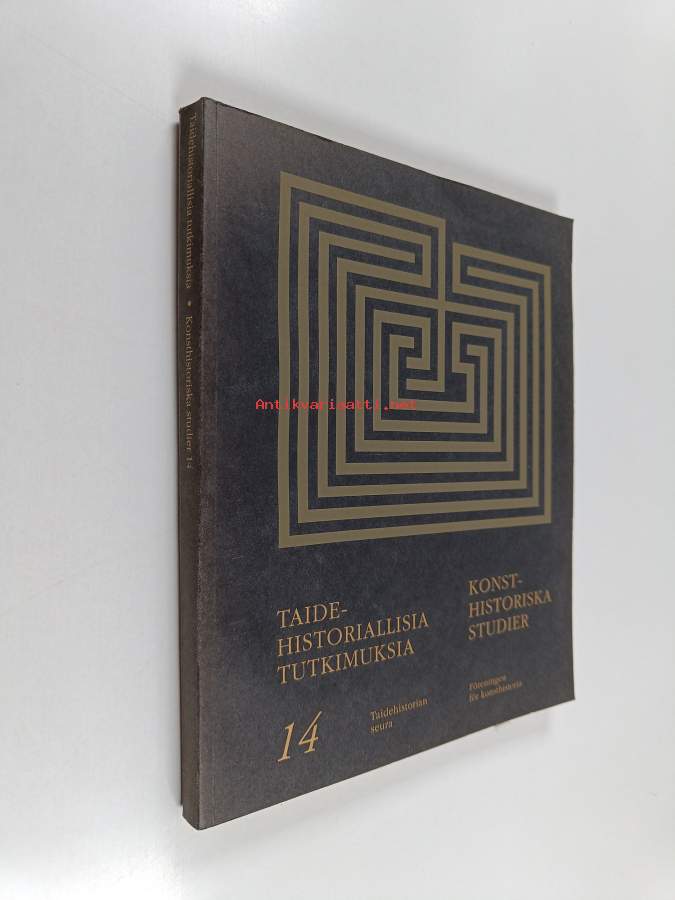 Taidehistoriallisia tutkimuksia • Konsthistoriska studier 14
Antikvariaatti.net
TAIDE-
HISTORIALLISIA
TUTKIMUKSIA
KONST-
HISTORISKA
STUDIER
14
Taidehistorian
seura
Föreningen
för konsthistoria